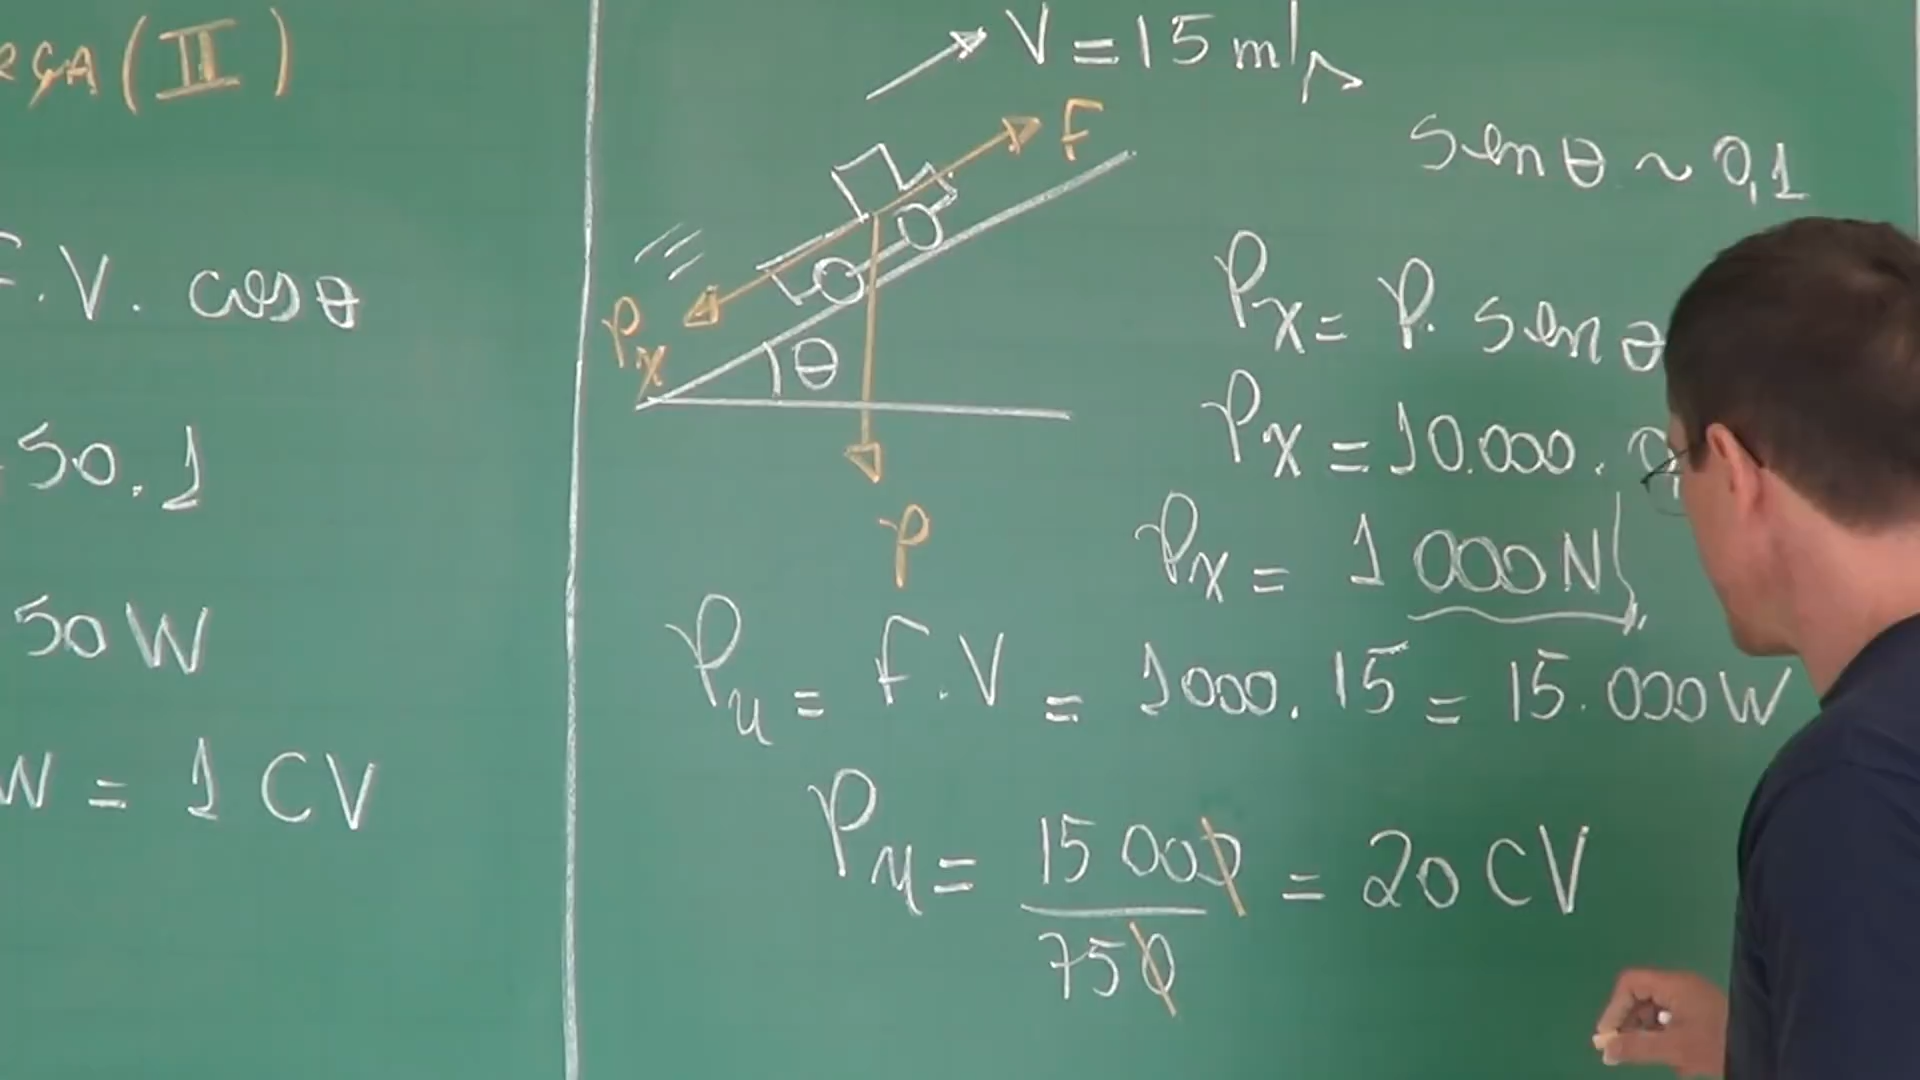 (II)
. V. cos θ
50.1
50 W
W = 1 CV
V = 15 m/s
F
Px
θ
P
sen θ ~ 0,1
Px = P. sen θ
Px = 10.000.
Px = 1 000 N
Pu = F.V = 1000. 15 = 15.000 W
Pu = 15 000 / 750 = 20 CV